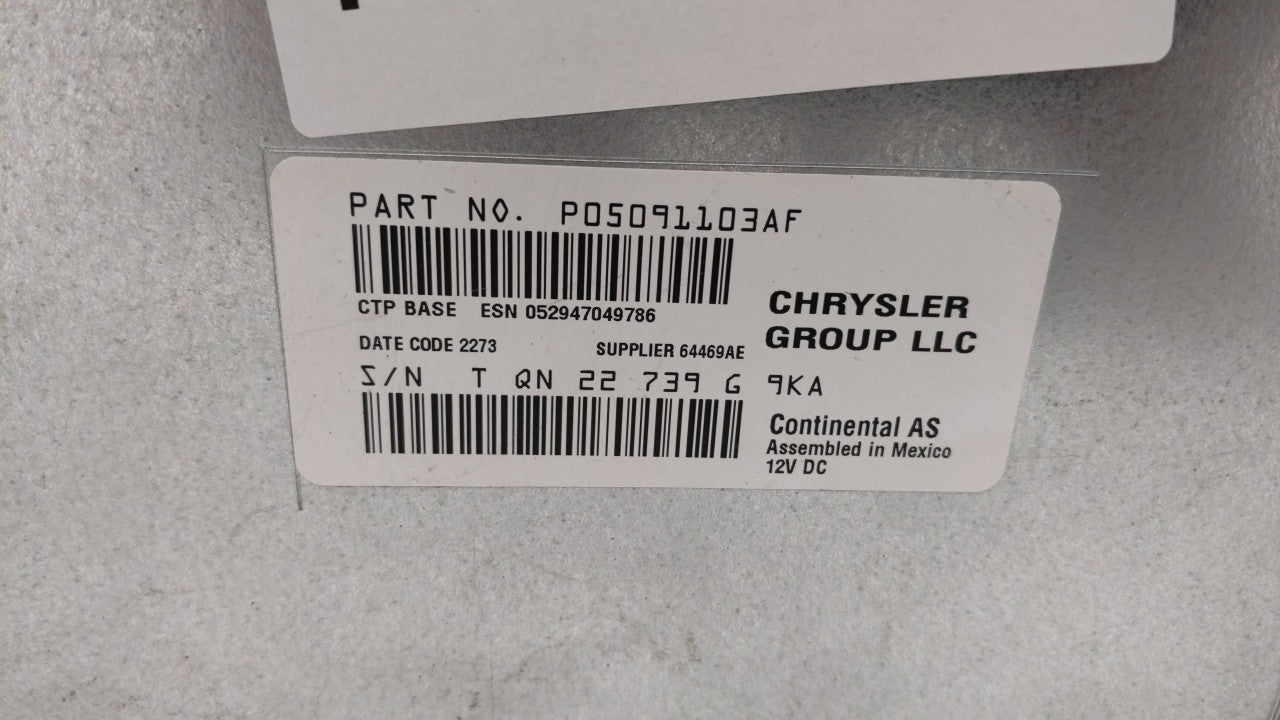 PART NO. P05091103AF
CTP BASE ESN 052947049786
DATE CODE 2273 SUPPLIER 64469AE
CHRYSLER
GROUP LLC
S/N T QN 22 739 G 9KA
Continental AS
Assembled in Mexico
12V DC